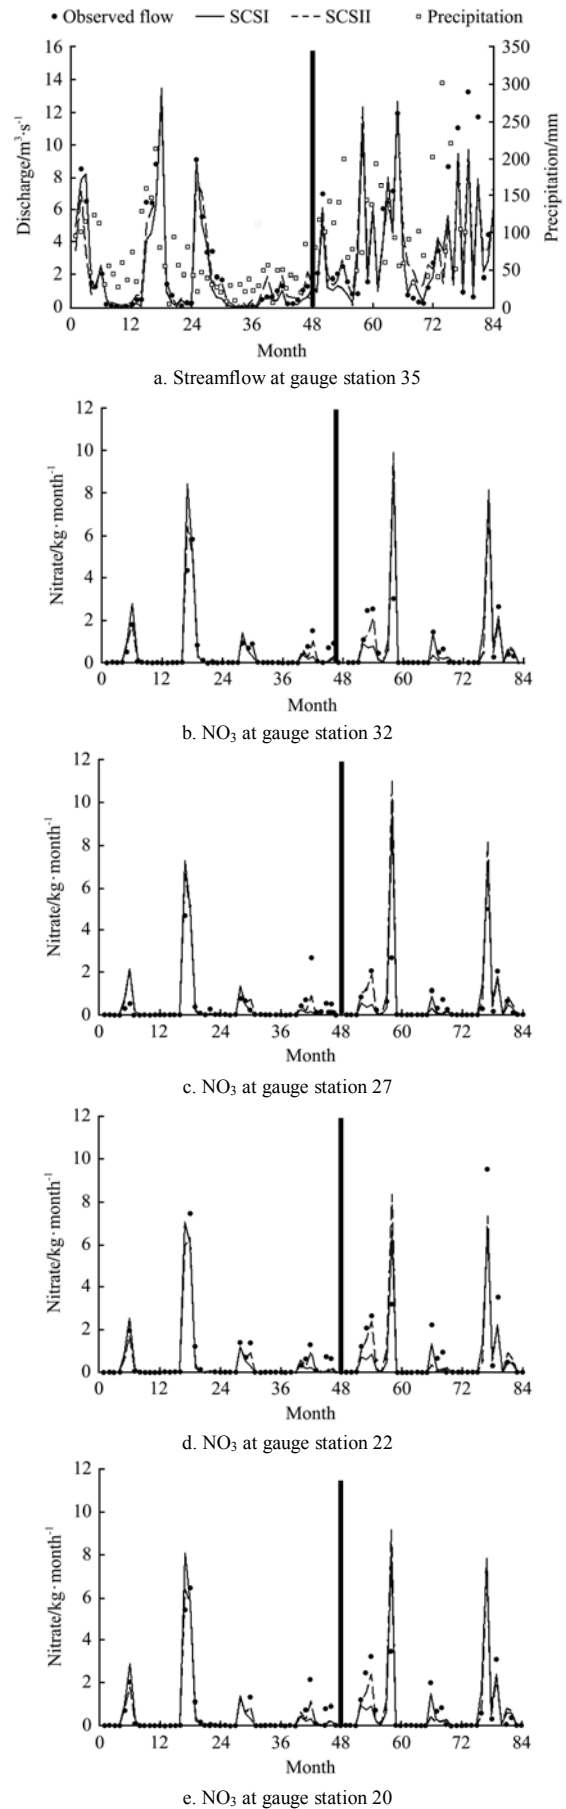 Observed flow SCSI SCSII Precipitation
16 350
14 300
12 250
10 200
8 150
6 100
4 50
2 0
0
Discharge/m³·s⁻¹
Precipitation/mm
0 12 24 36 48 60 72 84
Month
a. Streamflow at gauge station 35
12
10
8
6
4
2
0
Nitrate/kg·month⁻¹
0 12 24 36 48 60 72 84
Month
b. NO₃ at gauge station 32
12
10
8
6
4
2
0
Nitrate/kg·month⁻¹
0 12 24 36 48 60 72 84
Month
c. NO₃ at gauge station 27
12
10
8
6
4
2
0
Nitrate/kg·month⁻¹
0 12 24 36 48 60 72 84
Month
d. NO₃ at gauge station 22
12
10
8
6
4
2
0
Nitrate/kg·month⁻¹
0 12 24 36 48 60 72 84
Month
e. NO₃ at gauge station 20